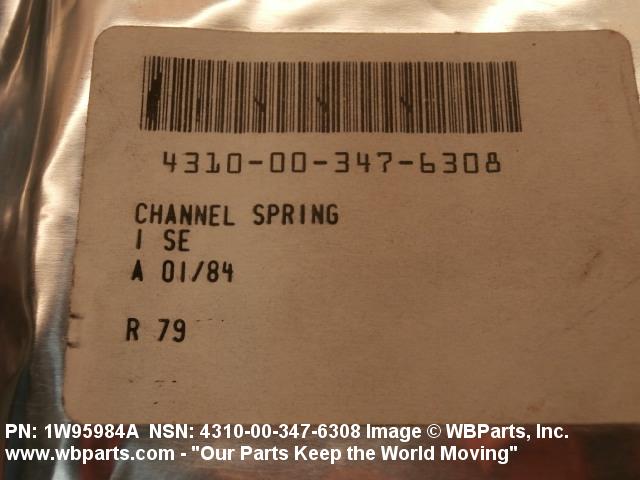 4310-00-347-6308
CHANNEL SPRING
1 SE
A 01/84
R 79
PN: 1W95984A NSN: 4310-00-347-6308 Image © WBParts, Inc.
www.wbparts.com - "Our Parts Keep the World Moving"